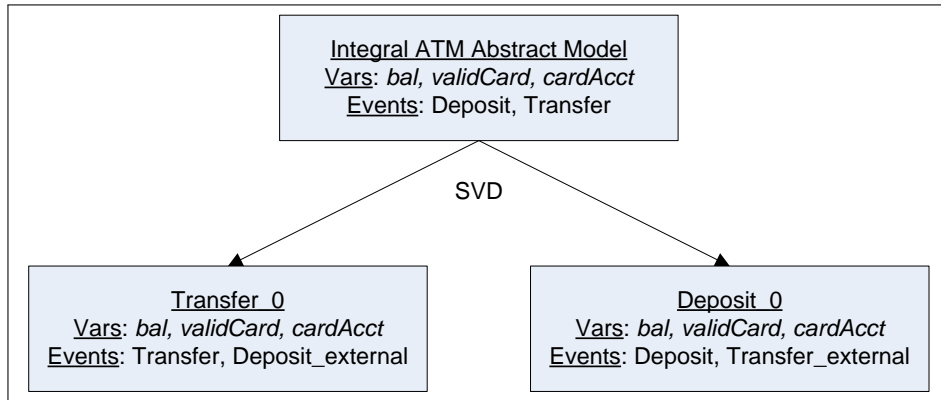 Integral ATM Abstract Model
Vars: bal, validCard, cardAcct
Events: Deposit, Transfer
SVD
Transfer_0
Vars: bal, validCard, cardAcct
Events: Transfer, Deposit_external
Deposit_0
Vars: bal, validCard, cardAcct
Events: Deposit, Transfer_external